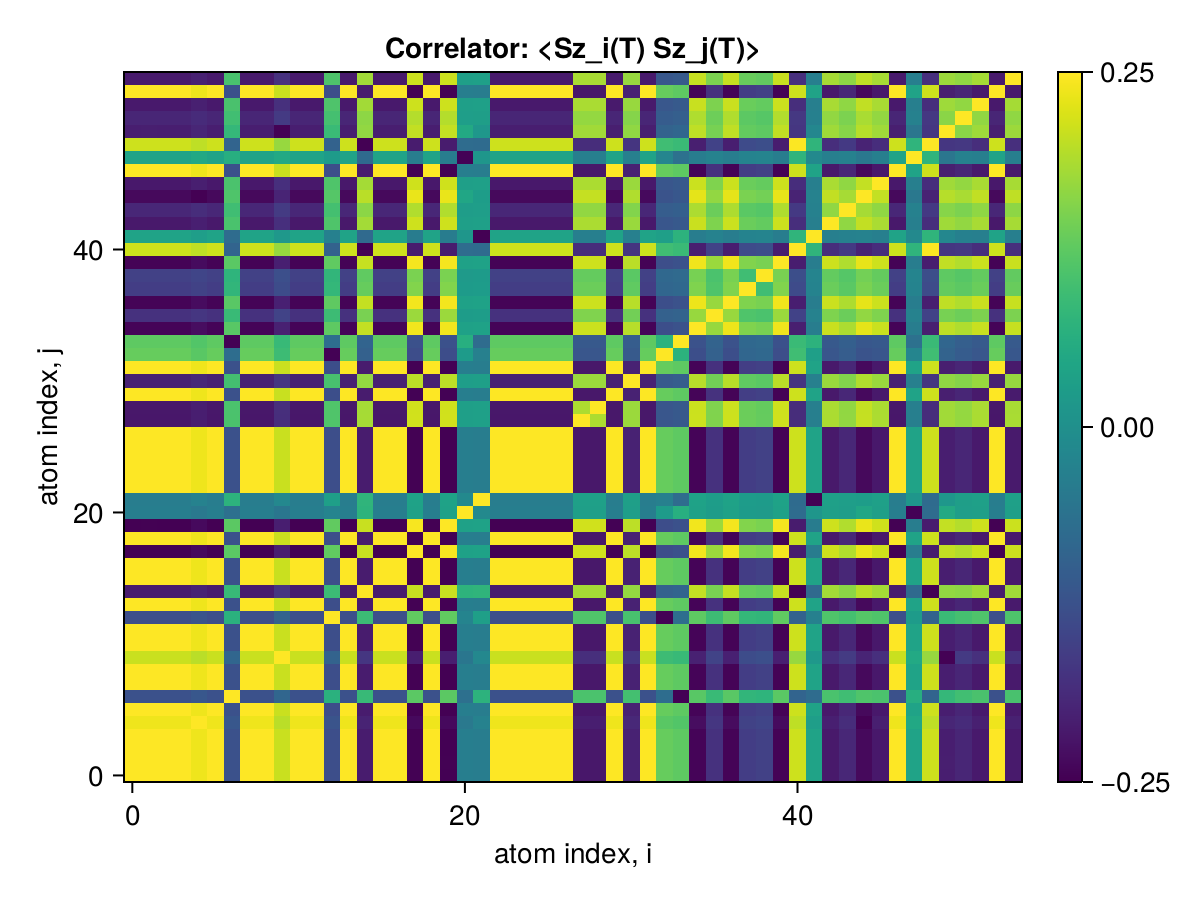 Correlator: <Sz_i(T) Sz_j(T)>
0.25
40
0.00
atom index, j
20
0
−0.25
0 20 40
atom index, i